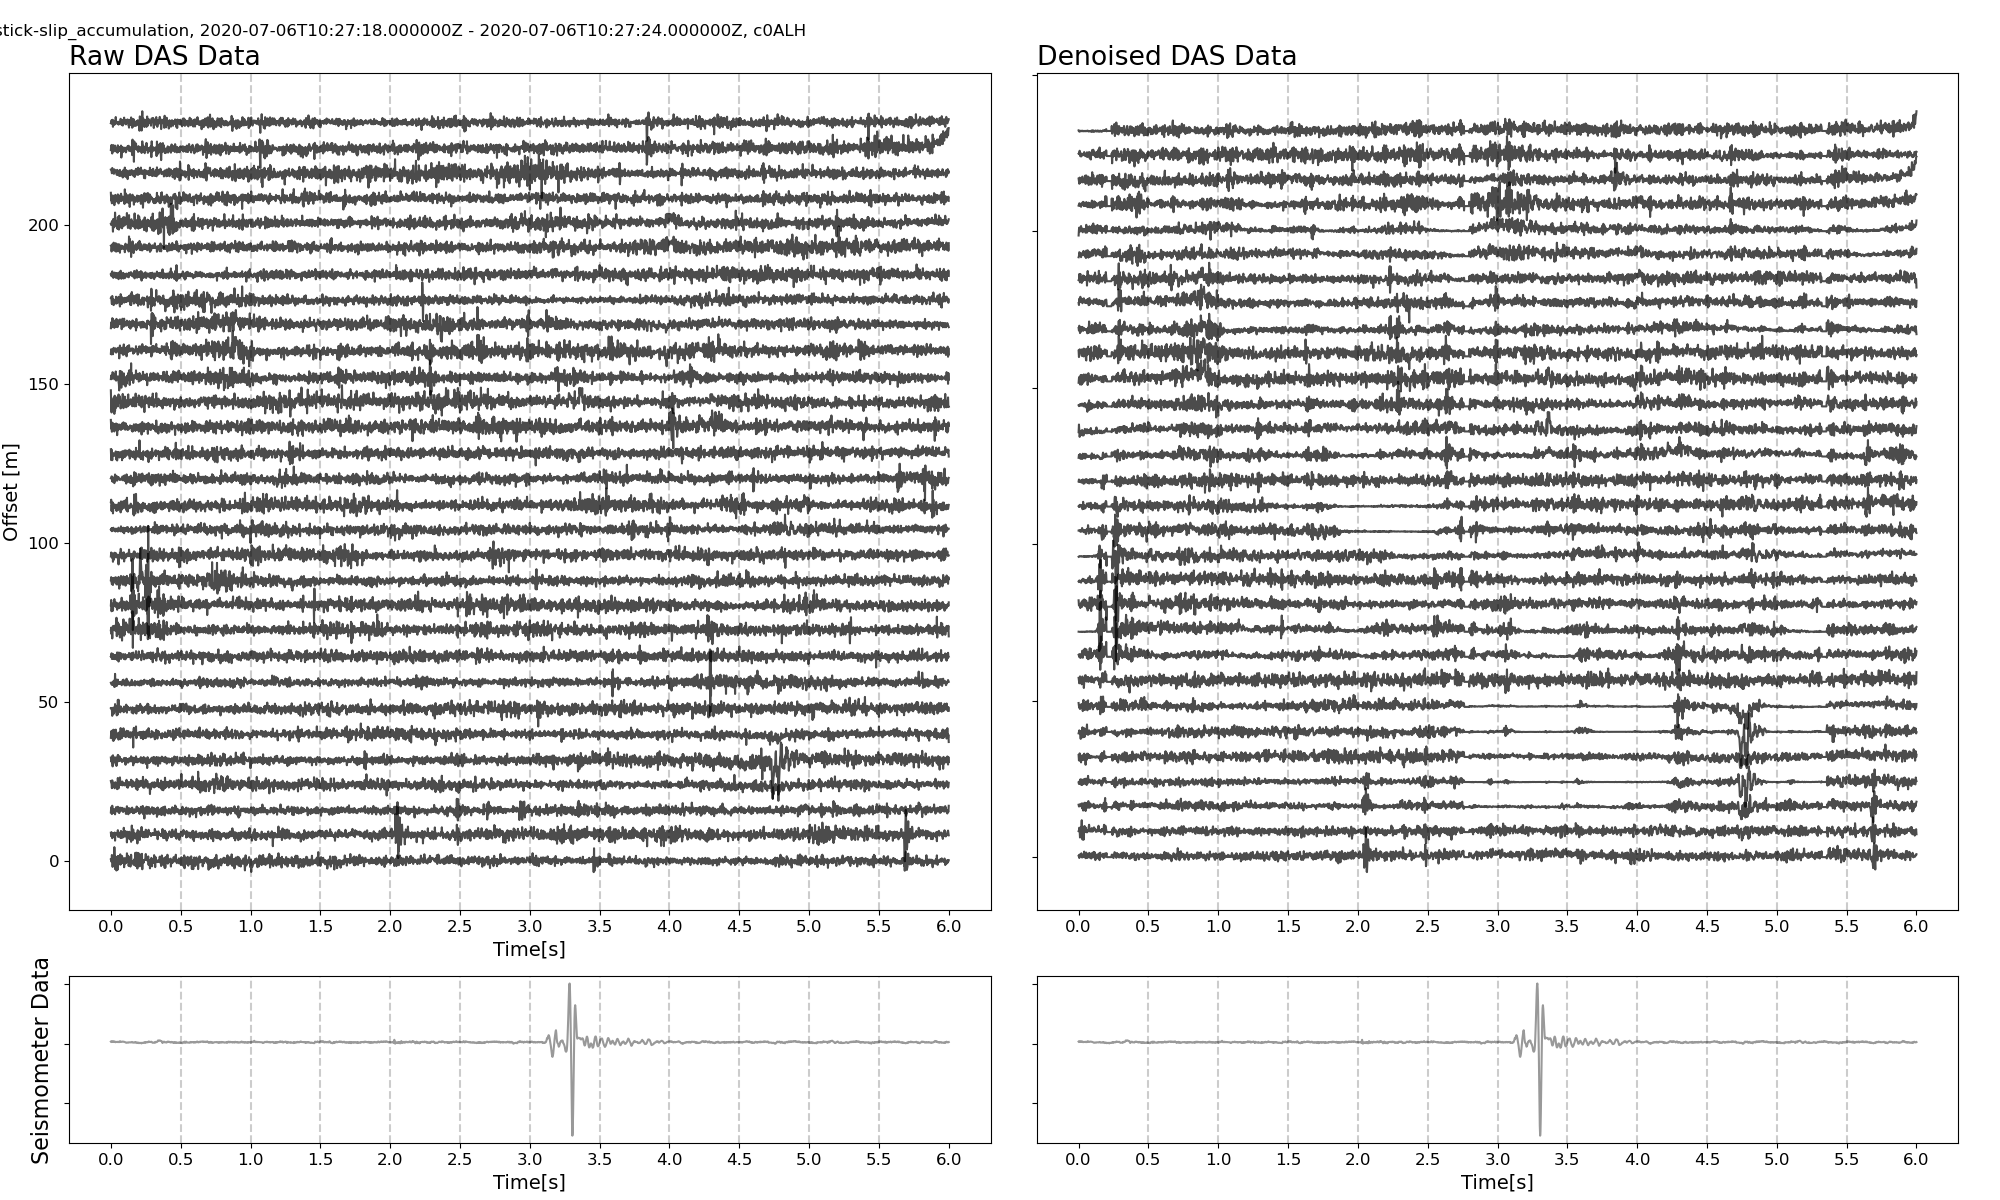 stick-slip_accumulation, 2020-07-06T10:27:18.000000Z - 2020-07-06T10:27:24.000000Z, c0ALH
Raw DAS Data
Denoised DAS Data
Offset [m]
200
150
100
50
0
0.0 0.5 1.0 1.5 2.0 2.5 3.0 3.5 4.0 4.5 5.0 5.5 6.0
Time[s]
0.0 0.5 1.0 1.5 2.0 2.5 3.0 3.5 4.0 4.5 5.0 5.5 6.0
Seismometer Data
0.0 0.5 1.0 1.5 2.0 2.5 3.0 3.5 4.0 4.5 5.0 5.5 6.0
Time[s]
0.0 0.5 1.0 1.5 2.0 2.5 3.0 3.5 4.0 4.5 5.0 5.5 6.0
Time[s]